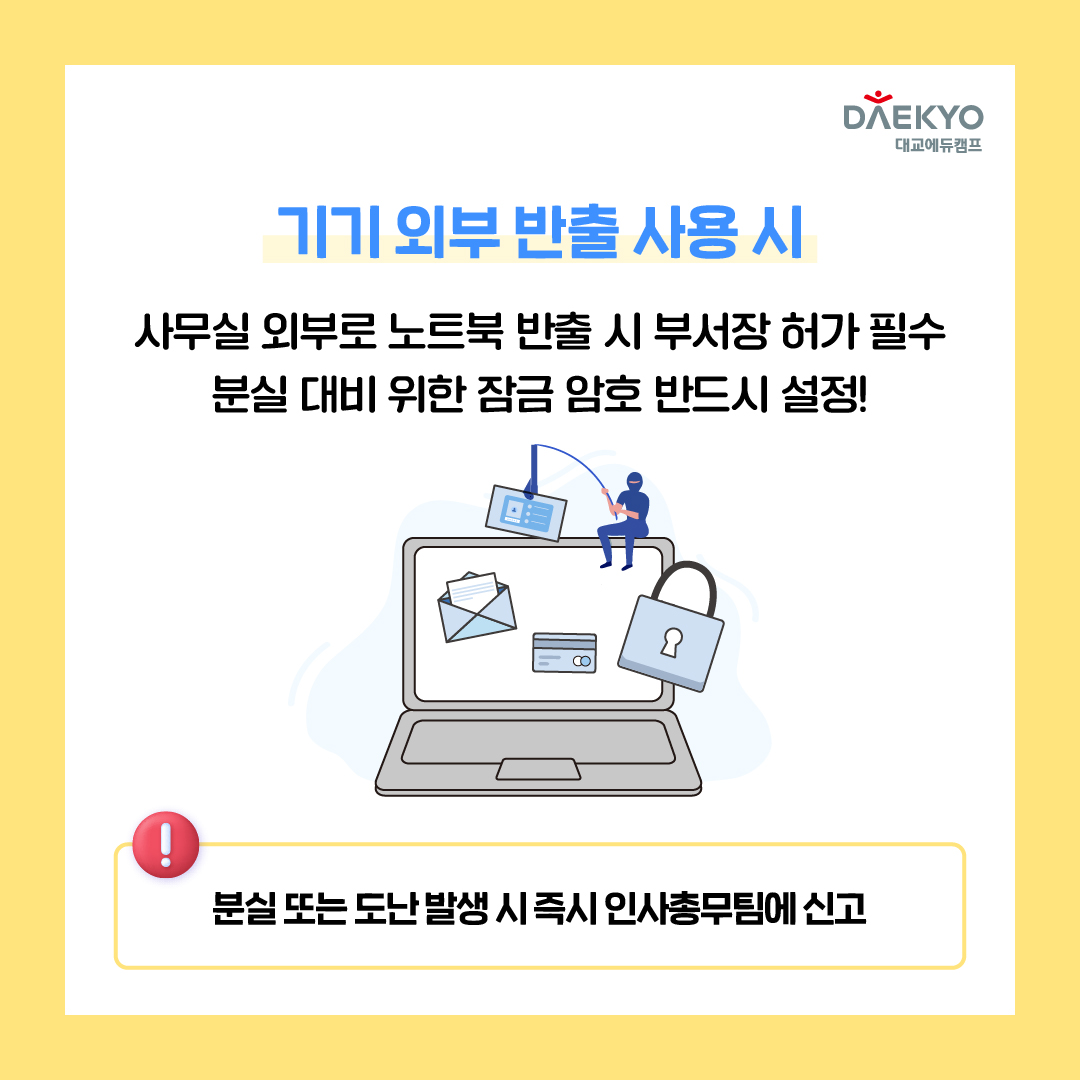 DAEKYO
대교에듀캠프
기기 외부 반출 사용 시
사무실 외부로 노트북 반출 시 부서장 허가 필수
분실 대비 위한 잠금 암호 반드시 설정!
분실 또는 도난 발생 시 즉시 인사총무팀에 신고